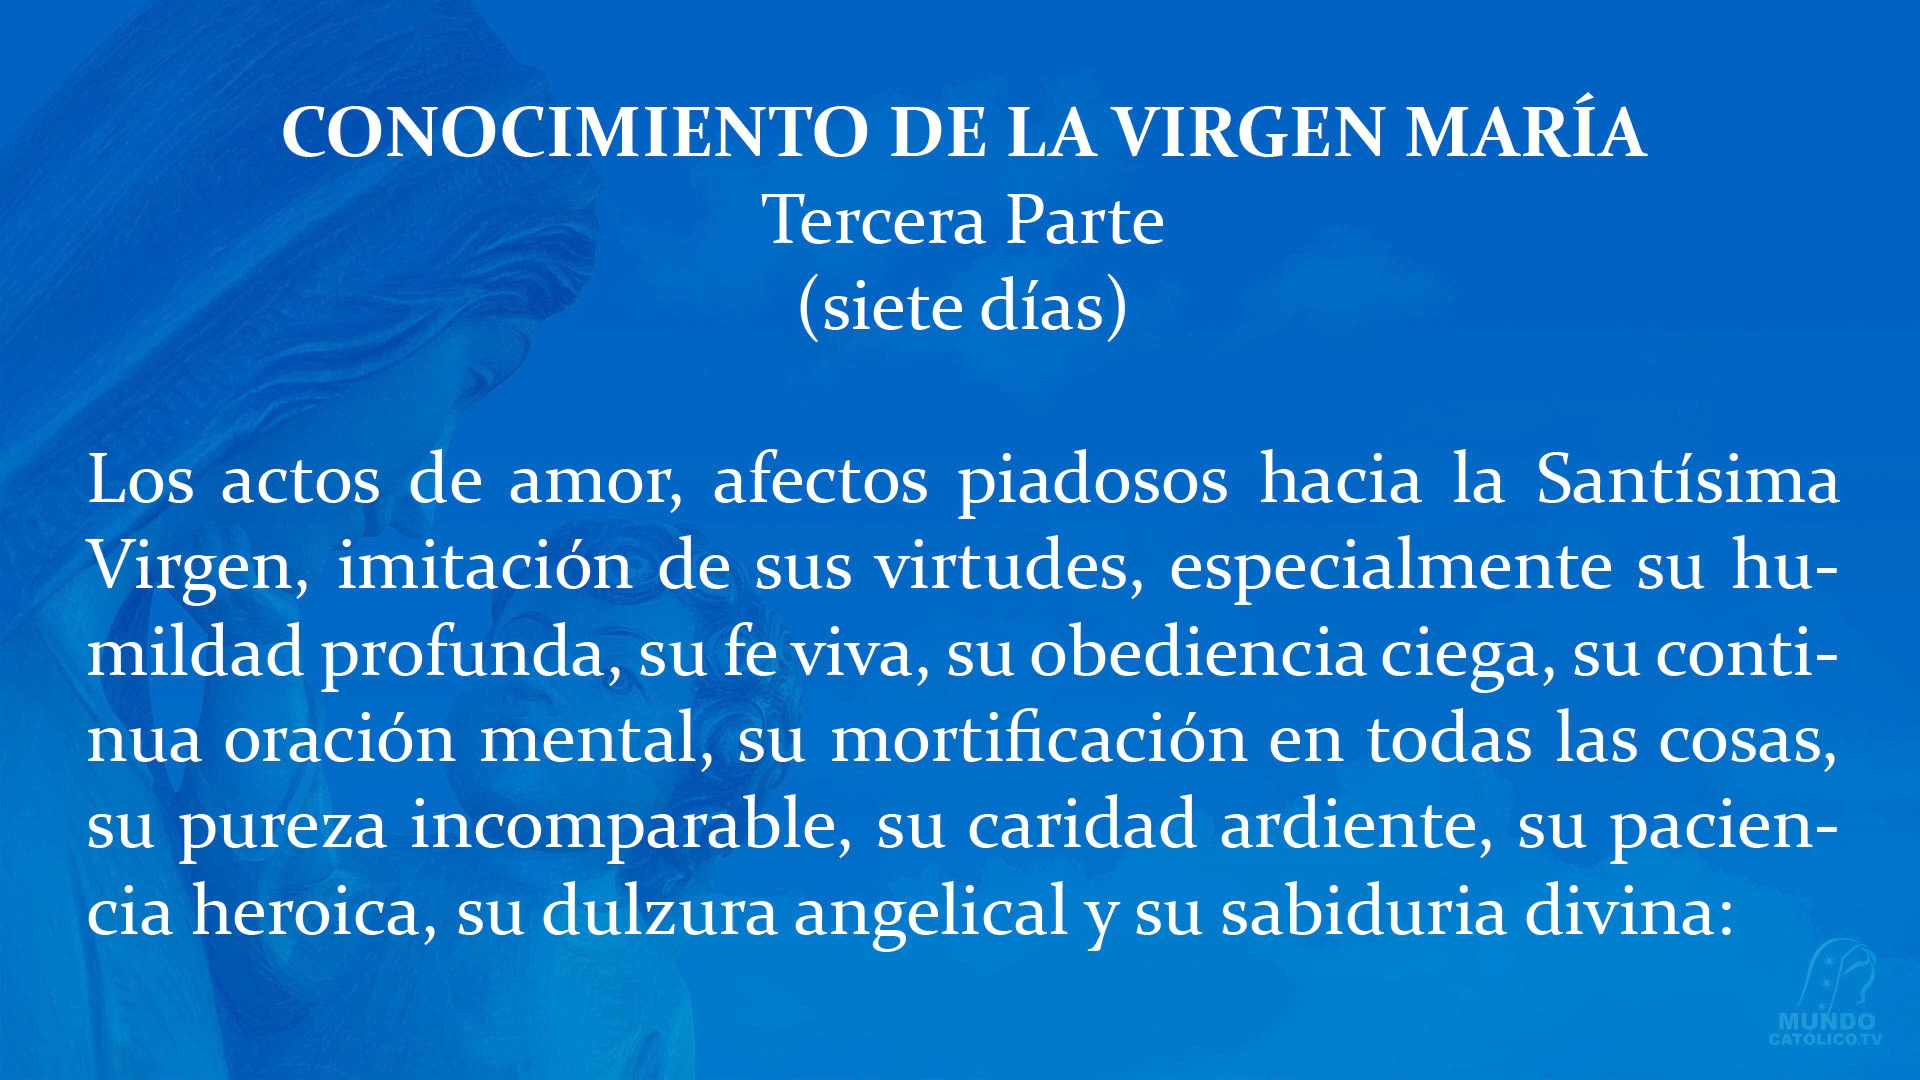 CONOCIMIENTO DE LA VIRGEN MARÍA
Tercera Parte
(siete días)
Los actos de amor, afectos piadosos hacia la Santísima
Virgen, imitación de sus virtudes, especialmente su hu-
mildad profunda, su fe viva, su obediencia ciega, su conti-
nua oración mental, su mortificación en todas las cosas,
su pureza incomparable, su caridad ardiente, su pacien-
cia heroica, su dulzura angelical y su sabiduria divina:
MUNDO
CATÓLICO.TV